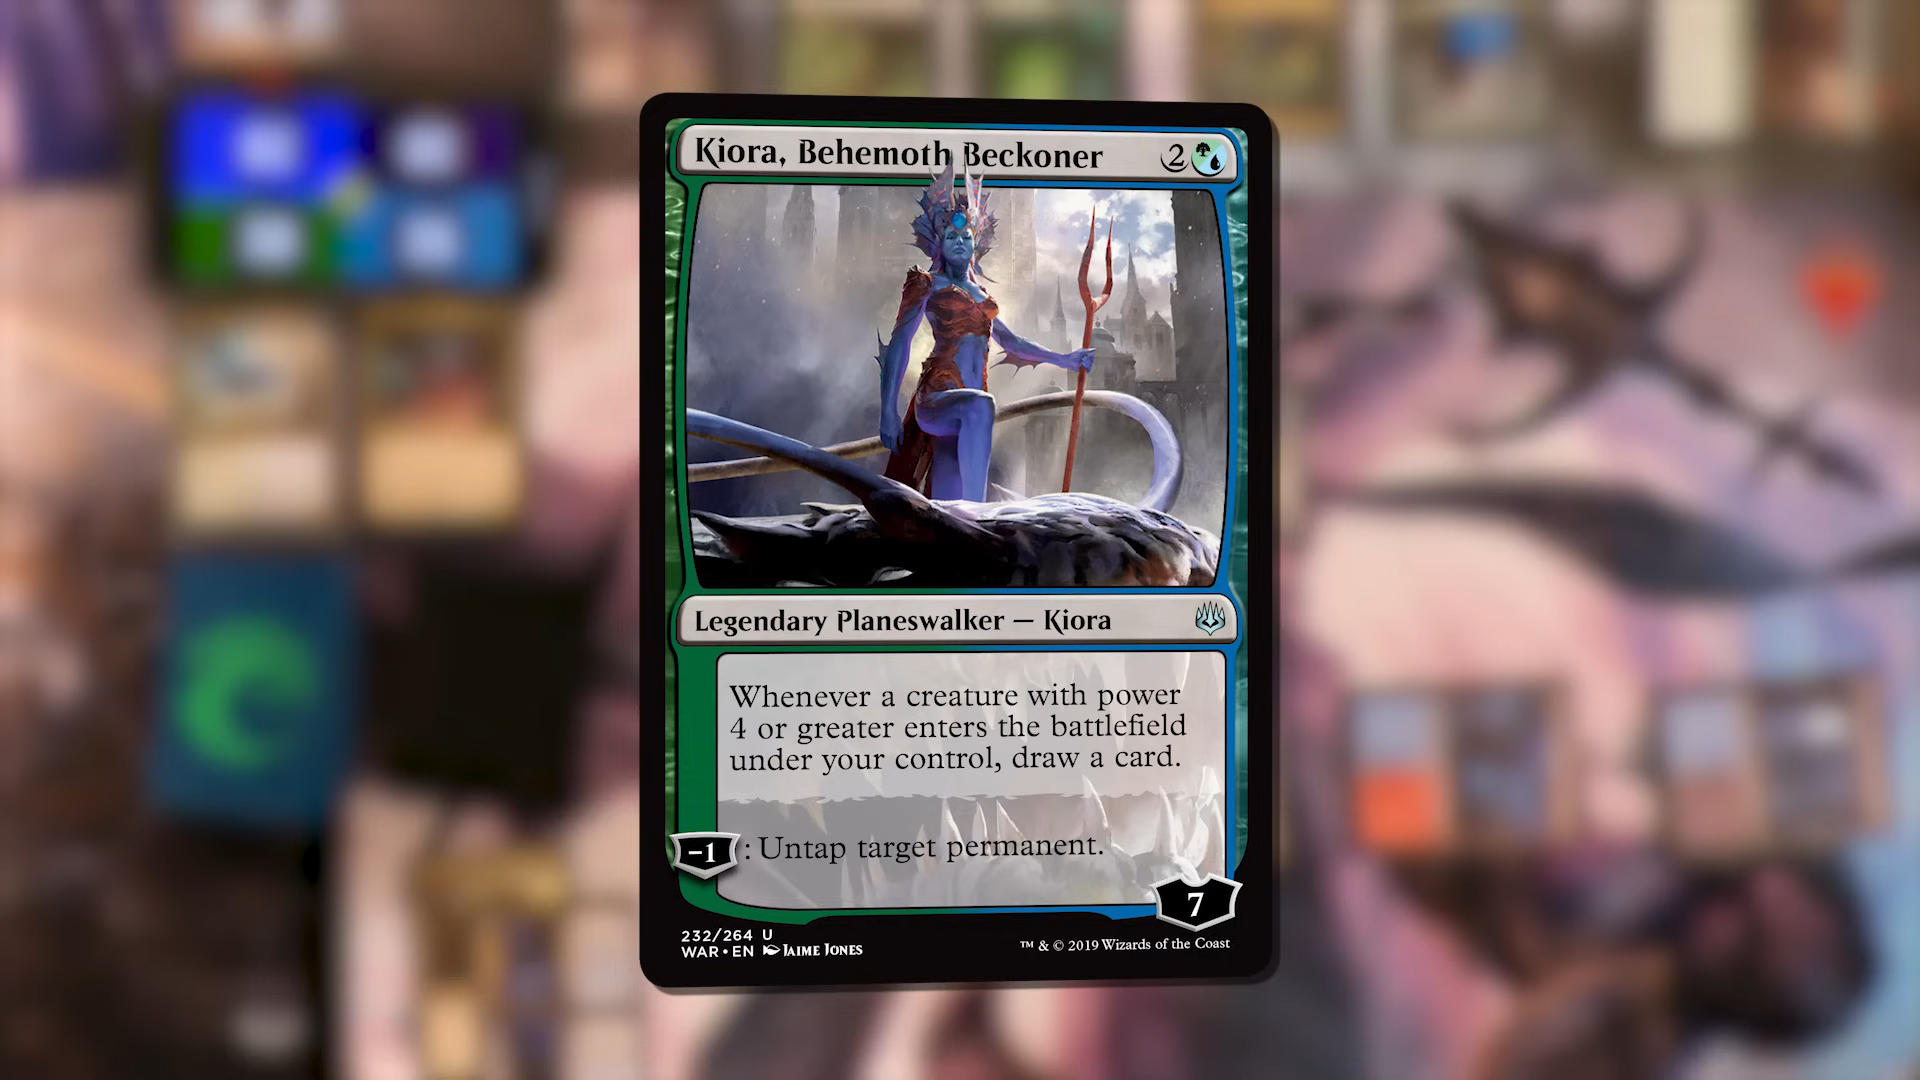 Kiora, Behemoth Beckoner 2
Legendary Planeswalker — Kiora
Whenever a creature with power
4 or greater enters the battlefield
under your control, draw a card.
−1 : Untap target permanent.
7
232/264 U
WAR • EN JAIME JONES
™ & © 2019 Wizards of the Coast